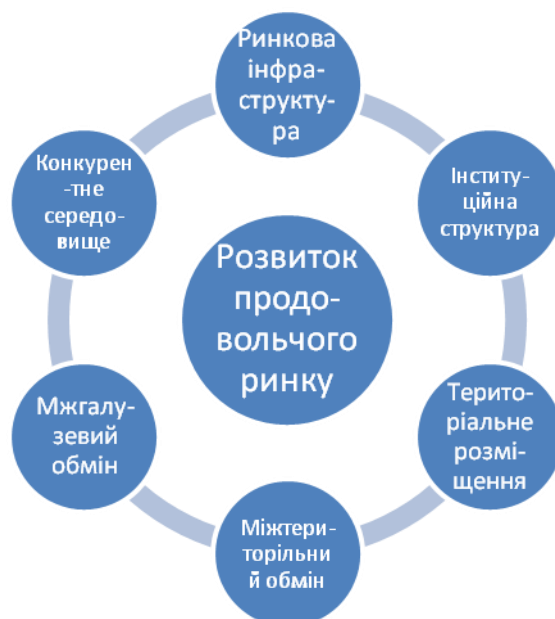 Ринкова
інфра-
структу-
ра
Інститу-
ційна
структура
Терито-
ріальне
розмі-
щення
Міжтери-
торільни
й обмін
Мжгалу-
зевий
обмін
Конкурен
-тне
середо-
вище
Розвиток
продо-
вольчого
ринку